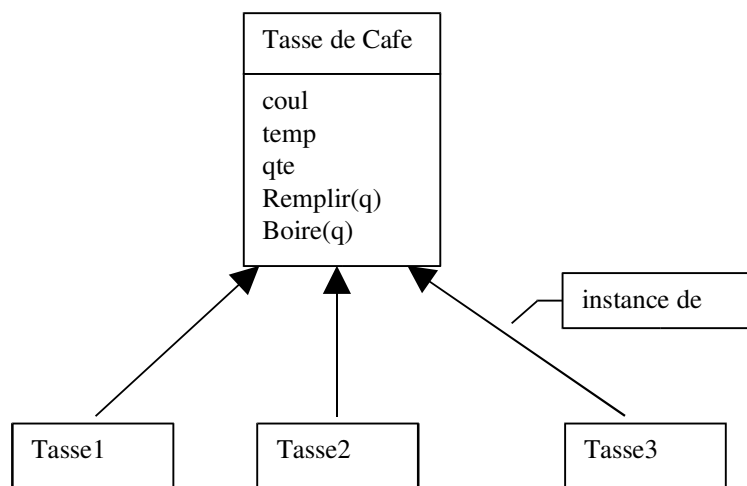 Tasse de Cafe
coul
temp
qte
Remplir(q)
Boire(q)
instance de
Tasse1
Tasse2
Tasse3